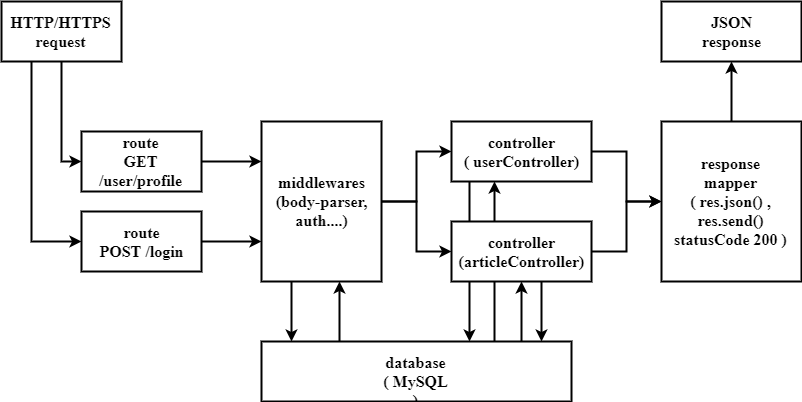 HTTP/HTTPS
request
JSON
response
route
GET
/user/profile
route
POST /login
middlewares
(body-parser,
auth....)
controller
( userController)
controller
(articleController)
response
mapper
( res.json() ,
res.send()
statusCode 200 )
database
( MySQL
)